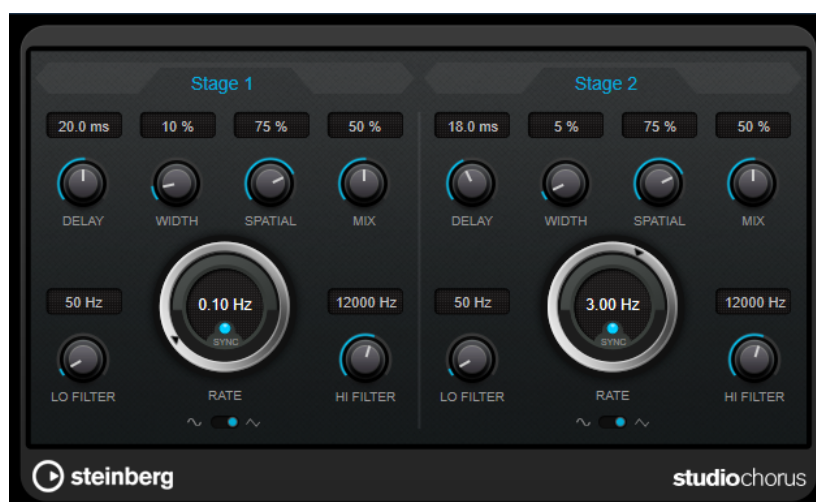 Stage 1
Stage 2
20.0 ms 10 % 75 % 50 % 18.0 ms 5 % 75 % 50 %
DELAY WIDTH SPATIAL MIX DELAY WIDTH SPATIAL MIX
50 Hz 0.10 Hz 12000 Hz 50 Hz 3.00 Hz 12000 Hz
SYNC SYNC
LO FILTER RATE HI FILTER LO FILTER RATE HI FILTER
steinberg studiochorus